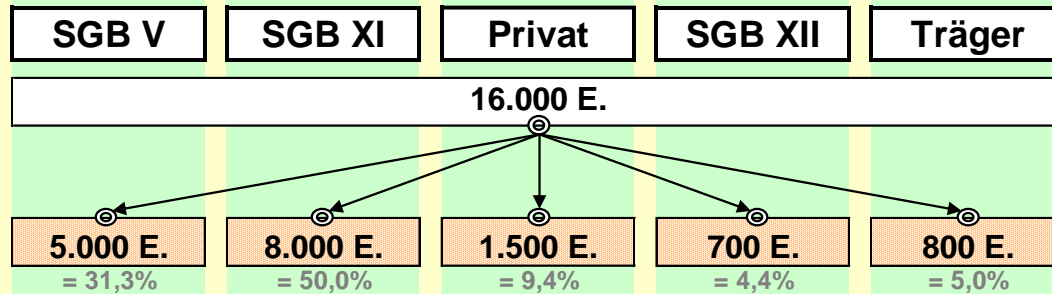 SGB V SGB XI Privat SGB XII Träger
16.000 E.
5.000 E. 8.000 E. 1.500 E. 700 E. 800 E.
= 31,3% = 50,0% = 9,4% = 4,4% = 5,0%